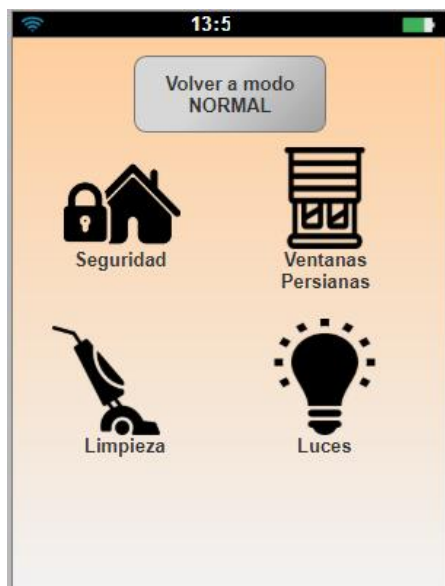 13:5
Volver a modo
NORMAL
Seguridad
Ventanas
Persianas
Limpieza
Luces